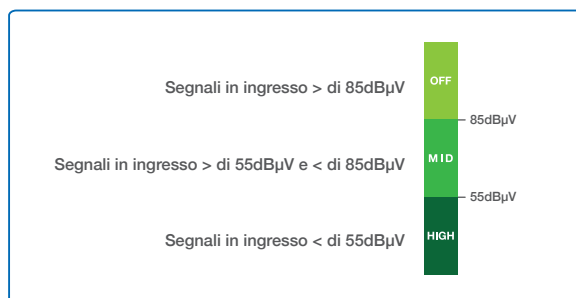 Segnali in ingresso > di 85dBµV
OFF
85dBµV
Segnali in ingresso > di 55dBµV e < di 85dBµV
MID
55dBµV
Segnali in ingresso < di 55dBµV
HIGH